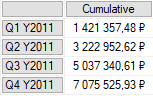 Cumulative
Q1 Y2011 1 421 357,48 ₽
Q2 Y2011 3 222 952,62 ₽
Q3 Y2011 5 037 340,61 ₽
Q4 Y2011 7 075 525,93 ₽